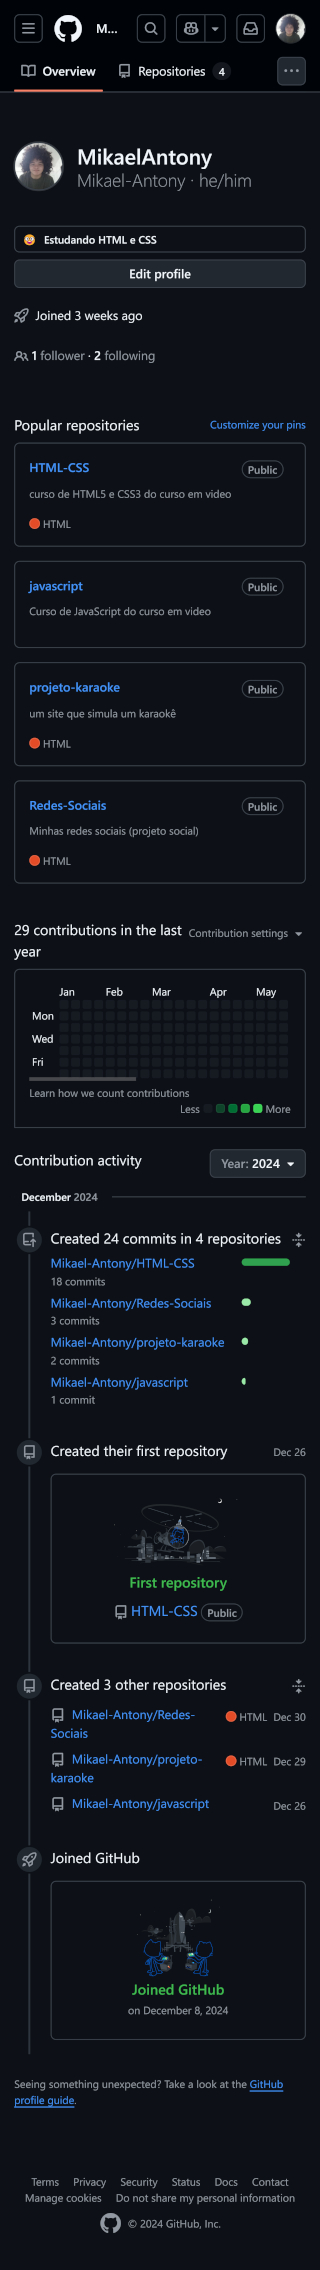 M...
Overview
Repositories 4
MikaelAntony
Mikael-Antony · he/him
Estudando HTML e CSS
Edit profile
Joined 3 weeks ago
1 follower · 2 following
Popular repositories Customize your pins
HTML-CSS Public
curso de HTML5 e CSS3 do curso em video
HTML
javascript Public
Curso de JavaScript do curso em video
projeto-karaoke Public
um site que simula um karaokê
HTML
Redes-Sociais Public
Minhas redes sociais (projeto social)
HTML
29 contributions in the last
year
Contribution settings
Jan Feb Mar Apr May
Mon
Wed
Fri
Learn how we count contributions
Less More
Contribution activity
Year: 2024
December 2024
Created 24 commits in 4 repositories
Mikael-Antony/HTML-CSS
18 commits
Mikael-Antony/Redes-Sociais
3 commits
Mikael-Antony/projeto-karaoke
2 commits
Mikael-Antony/javascript
1 commit
Created their first repository Dec 26
First repository
HTML-CSS Public
Created 3 other repositories
Mikael-Antony/Redes-
Sociais
HTML Dec 30
Mikael-Antony/projeto-
karaoke
HTML Dec 29
Mikael-Antony/javascript Dec 26
Joined GitHub
Joined GitHub
on December 8, 2024
Seeing something unexpected? Take a look at the GitHub
profile guide.
Terms Privacy Security Status Docs Contact
Manage cookies Do not share my personal information
© 2024 GitHub, Inc.